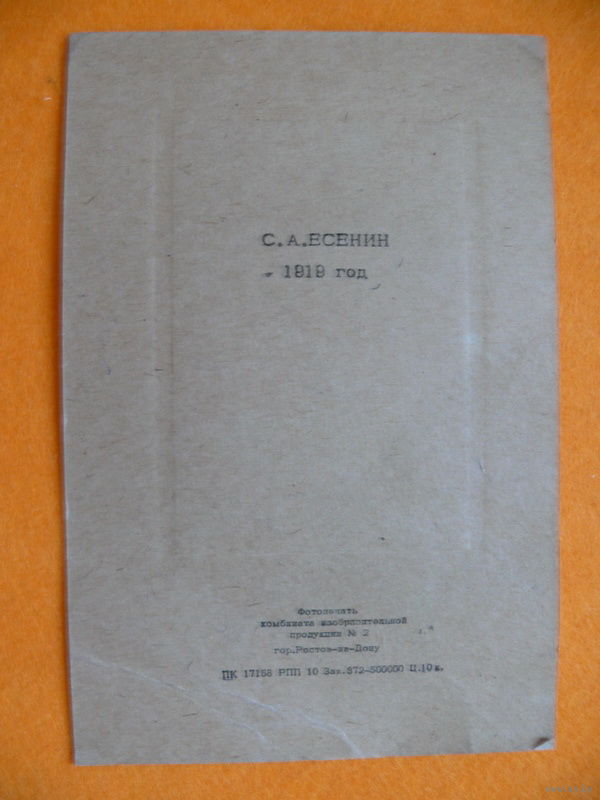 С.А.ЕСЕНИН
1919 год
Фотопечать
комбината изобразительной
продукции № 2
гор.Ростов-на-Дону
ПК 17168 РПП 10 Зак.372-500000 Ц.10 к.